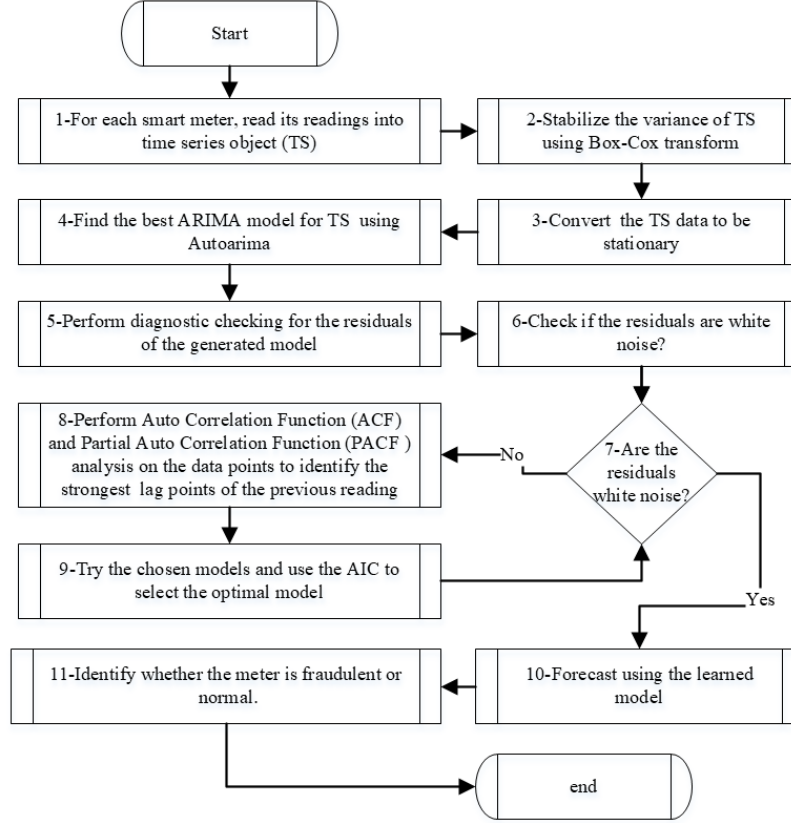 Start
1-For each smart meter, read its readings into
time series object (TS)
2-Stabilize the variance of TS
using Box-Cox transform
3-Convert the TS data to be
stationary
4-Find the best ARIMA model for TS using
Autoarima
5-Perform diagnostic checking for the residuals
of the generated model
6-Check if the residuals are white
noise?
7-Are the
residuals
white noise?
No
8-Perform Auto Correlation Function (ACF)
and Partial Auto Correlation Function (PACF )
analysis on the data points to identify the
strongest lag points of the previous reading
9-Try the chosen models and use the AIC to
select the optimal model
Yes
10-Forecast using the learned
model
11-Identify whether the meter is fraudulent or
normal.
end